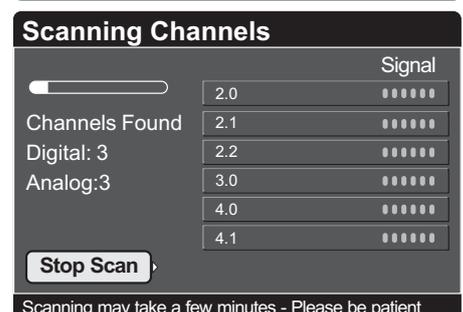 Scanning Channels
Signal
Channels Found
Digital: 3
Analog:3
2.0
2.1
2.2
3.0
4.0
4.1
Stop Scan
Scanning may take a few minutes - Please be patient